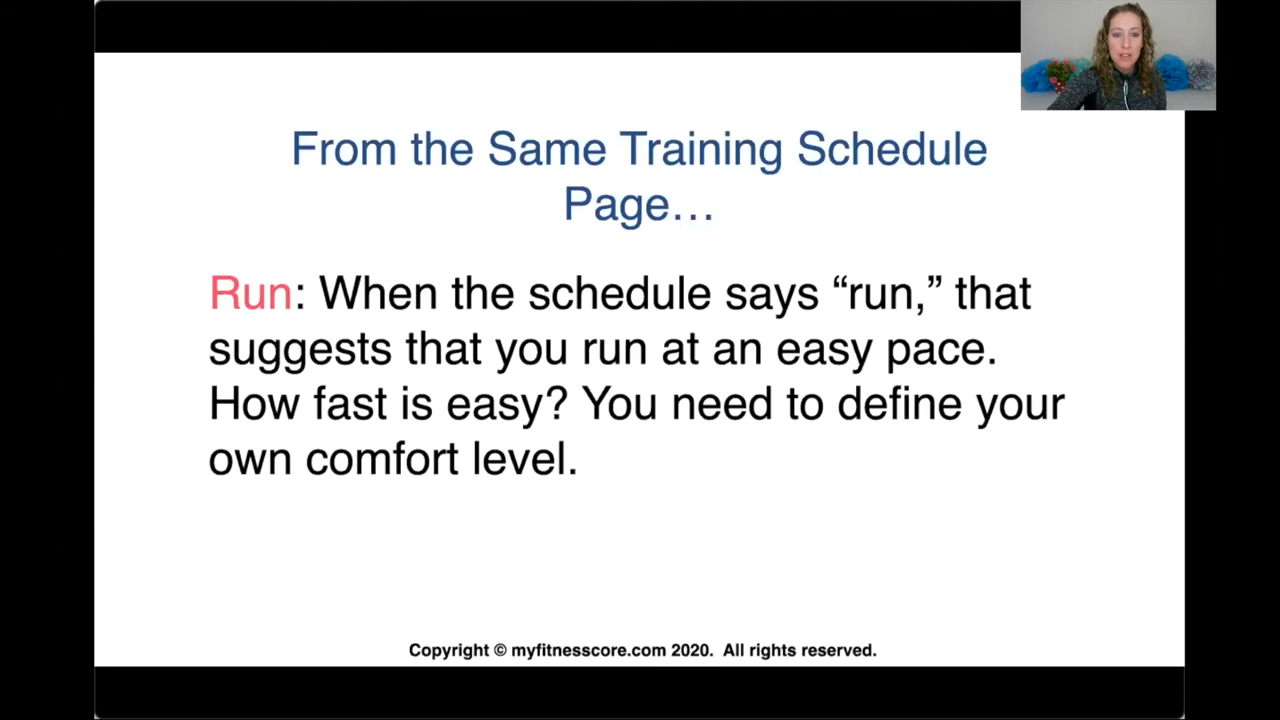 From the Same Training Schedule
Page…
Run: When the schedule says “run,” that
suggests that you run at an easy pace.
How fast is easy? You need to define your
own comfort level.
Copyright © myfitnesscore.com 2020.  All rights reserved.